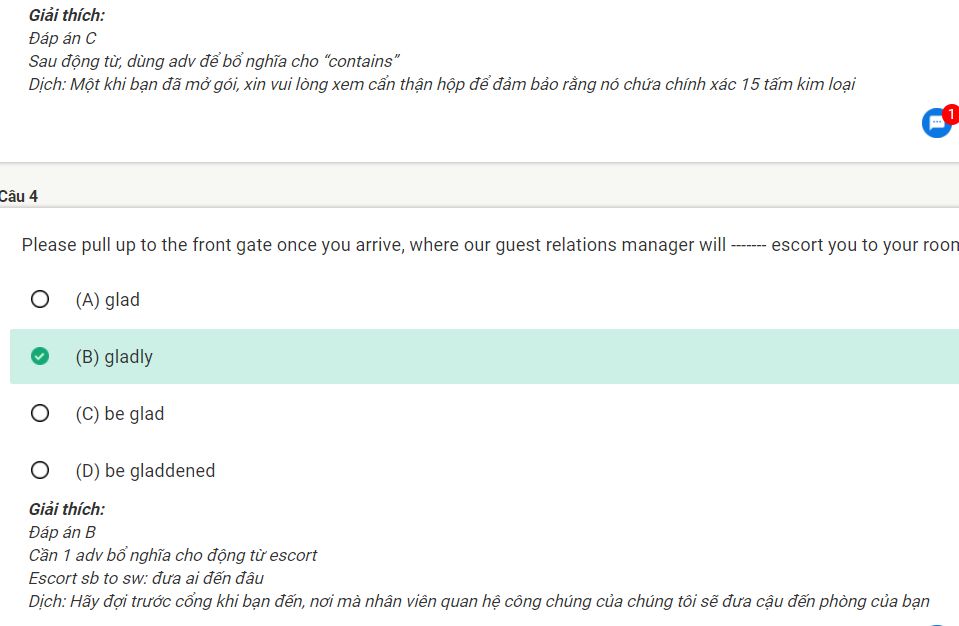 Giải thích:
Đáp án C
Sau động từ, dùng adv để bổ nghĩa cho “contains”
Dịch: Một khi bạn đã mở gói, xin vui lòng xem cẩn thận hộp để đảm bảo rằng nó chứa chính xác 15 tấm kim loại
1
Câu 4
Please pull up to the front gate once you arrive, where our guest relations manager will ------- escort you to your
(A) glad
(B) gladly
(C) be glad
(D) be gladdened
Giải thích:
Đáp án B
Cần 1 adv bổ nghĩa cho động từ escort
Escort sb to sw: đưa ai đến đâu
Dịch: Hãy đợi trước cổng khi bạn đến, nơi mà nhân viên quan hệ công chúng của chúng tôi sẽ đưa cậu đến phòng của bạn